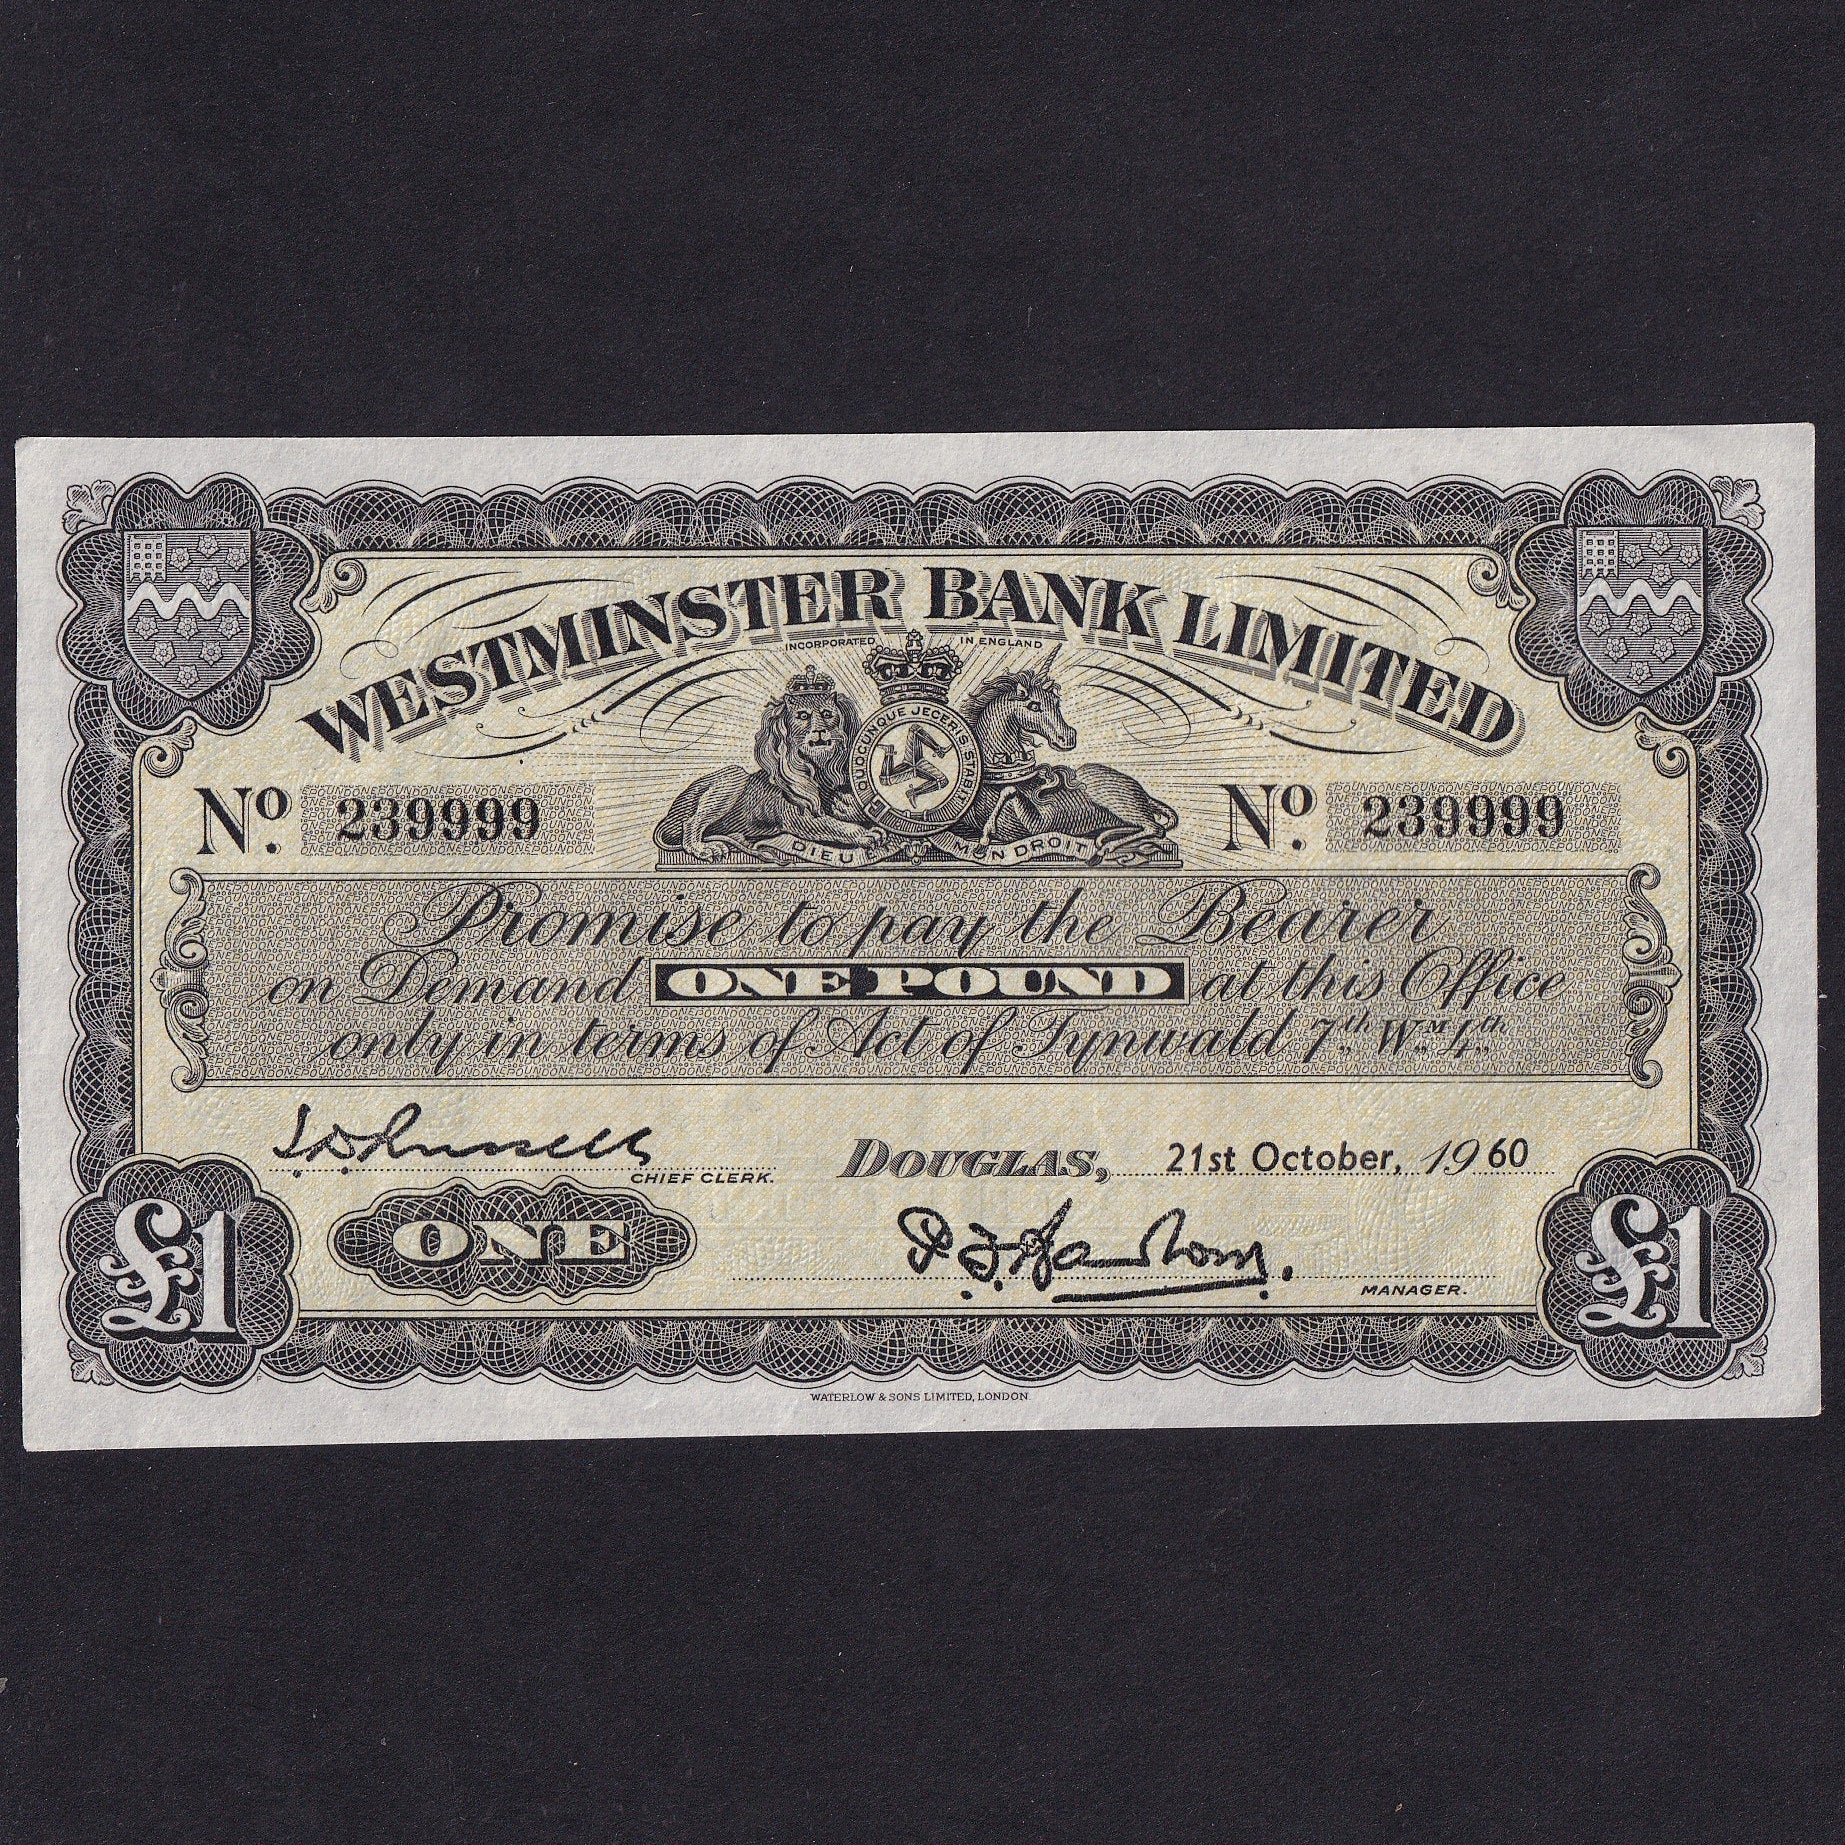 WESTMINSTER BANK LIMITED
INCORPORATED IN ENGLAND
QUOCUNQUE JECERIS STABIT
DIEU ET MON DROIT
Nº. 239999 Nº. 239999
Promise to pay the Bearer
on Demand ONE POUND at this Office
only in terms of Act of Tynwald 7th Wm. 4th
CHIEF CLERK.
DOUGLAS, 21st October, 1960
£1 ONE £1
MANAGER.
WATERLOW & SONS LIMITED, LONDON